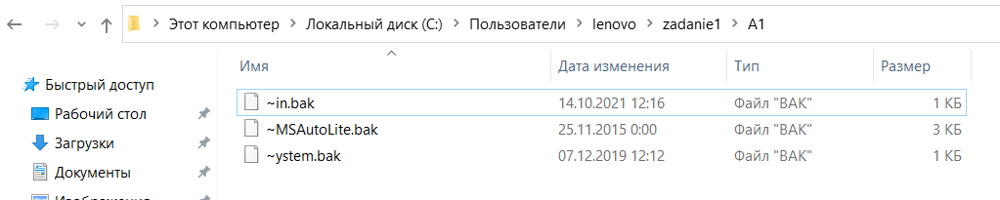 Этот компьютер > Локальный диск (C:) > Пользователи > lenovo > zadanie1 > A1
Быстрый доступ
Рабочий стол
Загрузки
Документы
Изображения
Имя Дата изменения Тип Размер
~in.bak 14.10.2021 12:16 Файл "BAK" 1 КБ
~MSAutoLite.bak 25.11.2015 0:00 Файл "BAK" 3 КБ
~ystem.bak 07.12.2019 12:12 Файл "BAK" 1 КБ